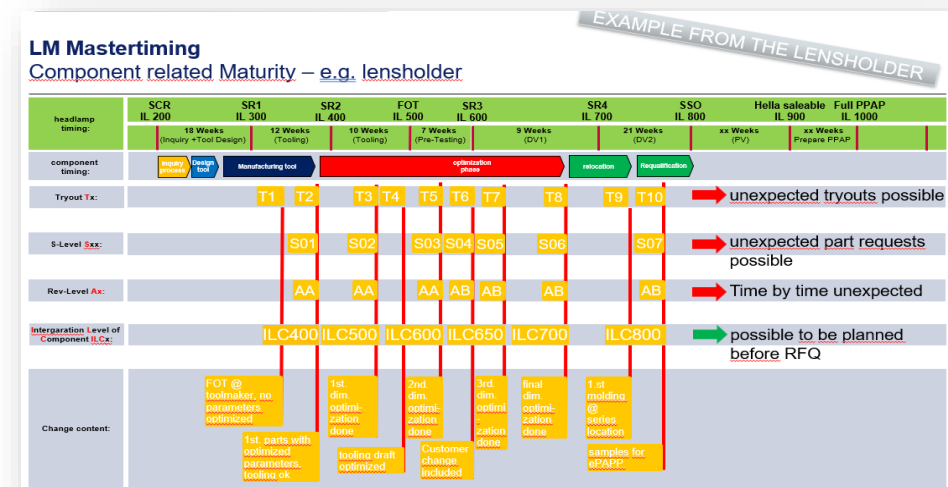 EXAMPLE FROM THE LENSHOLDER
LM Mastertiming
Component related Maturity – e.g. lensholder
headlamp
timing:
SCR
IL 200
SR1
IL 300
SR2
IL 400
FOT
IL 500
SR3
IL 600
SR4
IL 700
SSO
IL 800
Hella saleable
IL 900
Full PPAP
IL 1000
18 Weeks
(Inquiry +Tool Design)
12 Weeks
(Tooling)
10 Weeks
(Tooling)
7 Weeks
(Pre-Testing)
9 Weeks
(DV1)
21 Weeks
(DV2)
xx Weeks
(PV)
xx Weeks
Prepare PPAP
component
timing:
inquiry
process
Design
tool
Manufacturing tool
optimization
phase
relocation
Requalification
Tryout Tx:
T1
T2
T3
T4
T5
T6
T7
T8
T9
T10
unexpected tryouts possible
S-Level Sxx:
S01
S02
S03
S04
S05
S06
S07
unexpected part requests
possible
Rev-Level Ax:
AA
AA
AA
AB
AB
AB
AB
Time by time unexpected
Intergaration Level of
Component ILCx:
ILC400
ILC500
ILC600
ILC650
ILC700
ILC800
possible to be planned
before RFQ
Change content:
FOT @
toolmaker, no
parameters
optimized
1st. parts with
optimized
parameters,
tooling ok
1st.
dim.
optimi-
zation
done
tooling draft
optimized
2nd.
dim.
optimi-
zation
done
Customer
change
included
3rd.
dim.
optimi
-
zation
done
final
dim.
optimi-
zation
done
1.st
molding
@
series
location
samples for
ePAPP